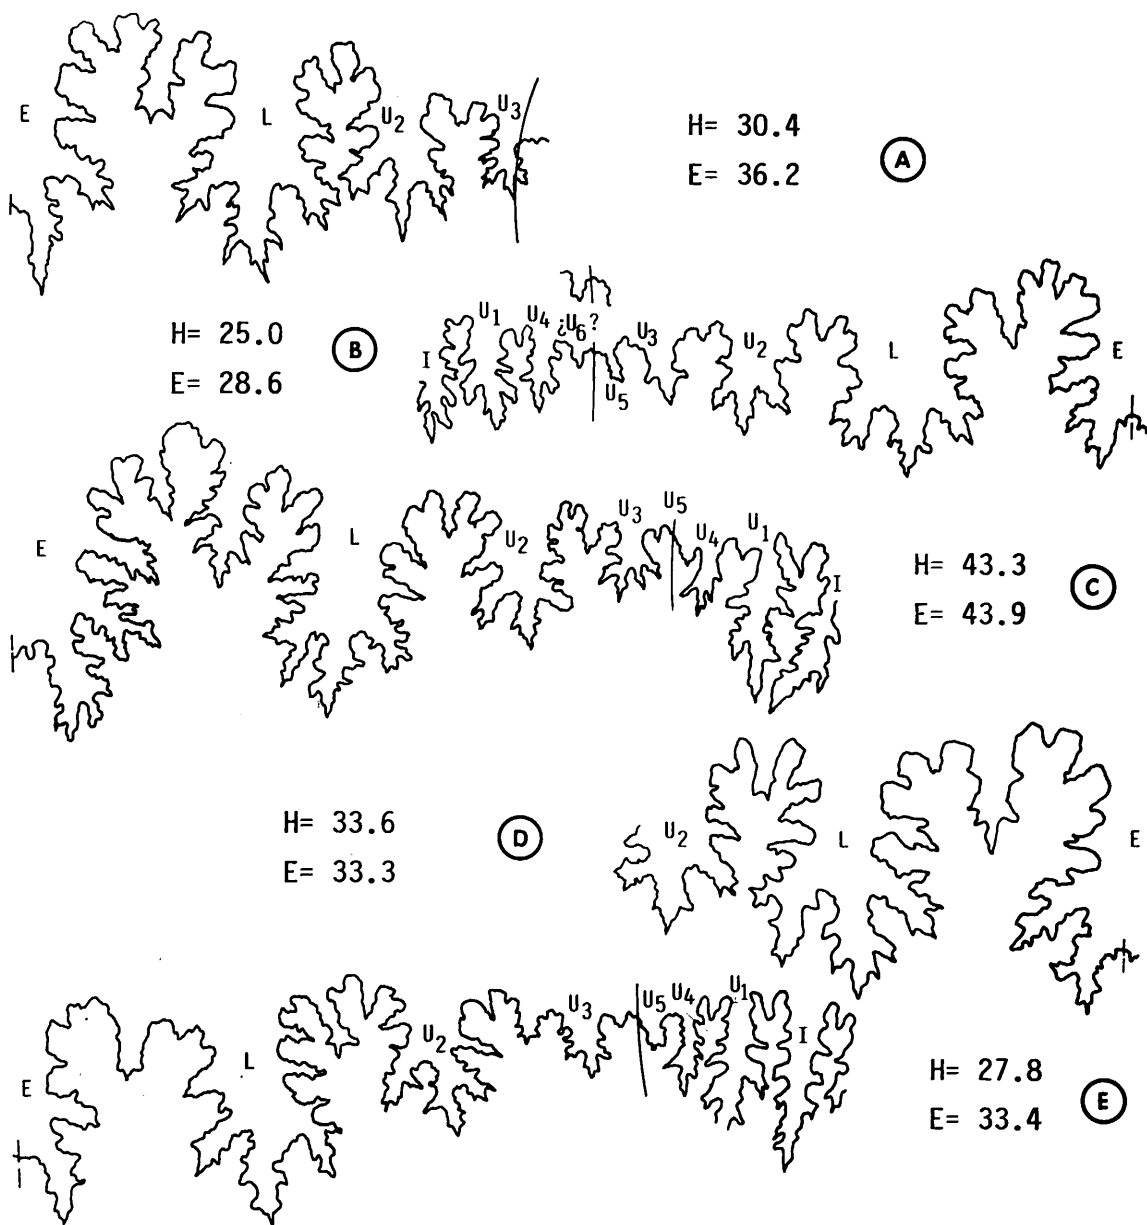 E L U2 U3
H= 30.4
E= 36.2
A
H= 25.0
E= 28.6
B
I U1 U4 ¿U6? U5 U3 U2 L E
E L U2 U3 U5 U4 U1 I
H= 43.3
E= 43.9
C
H= 33.6
E= 33.3
D
U2 L E
E L U2 U3 U5 U4 U1 I
H= 27.8
E= 33.4
E